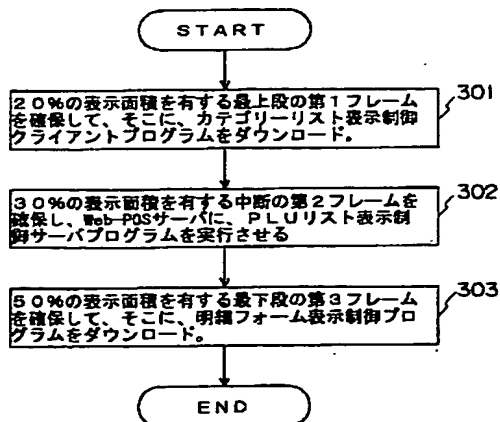 START
20%の表示面積を有する最上段の第1フレーム
を確保して、そこに、カテゴリーリスト表示制御
クライアントプログラムをダウンロード。
301
30%の表示面積を有する中断の第2フレームを
確保し、Web-POSサーバに、PLUリスト表示制
御サーバプログラムを実行させる
302
50%の表示面積を有する最下段の第3フレーム
を確保して、そこに、明細フォーム表示制御プロ
グラムをダウンロード。
303
END